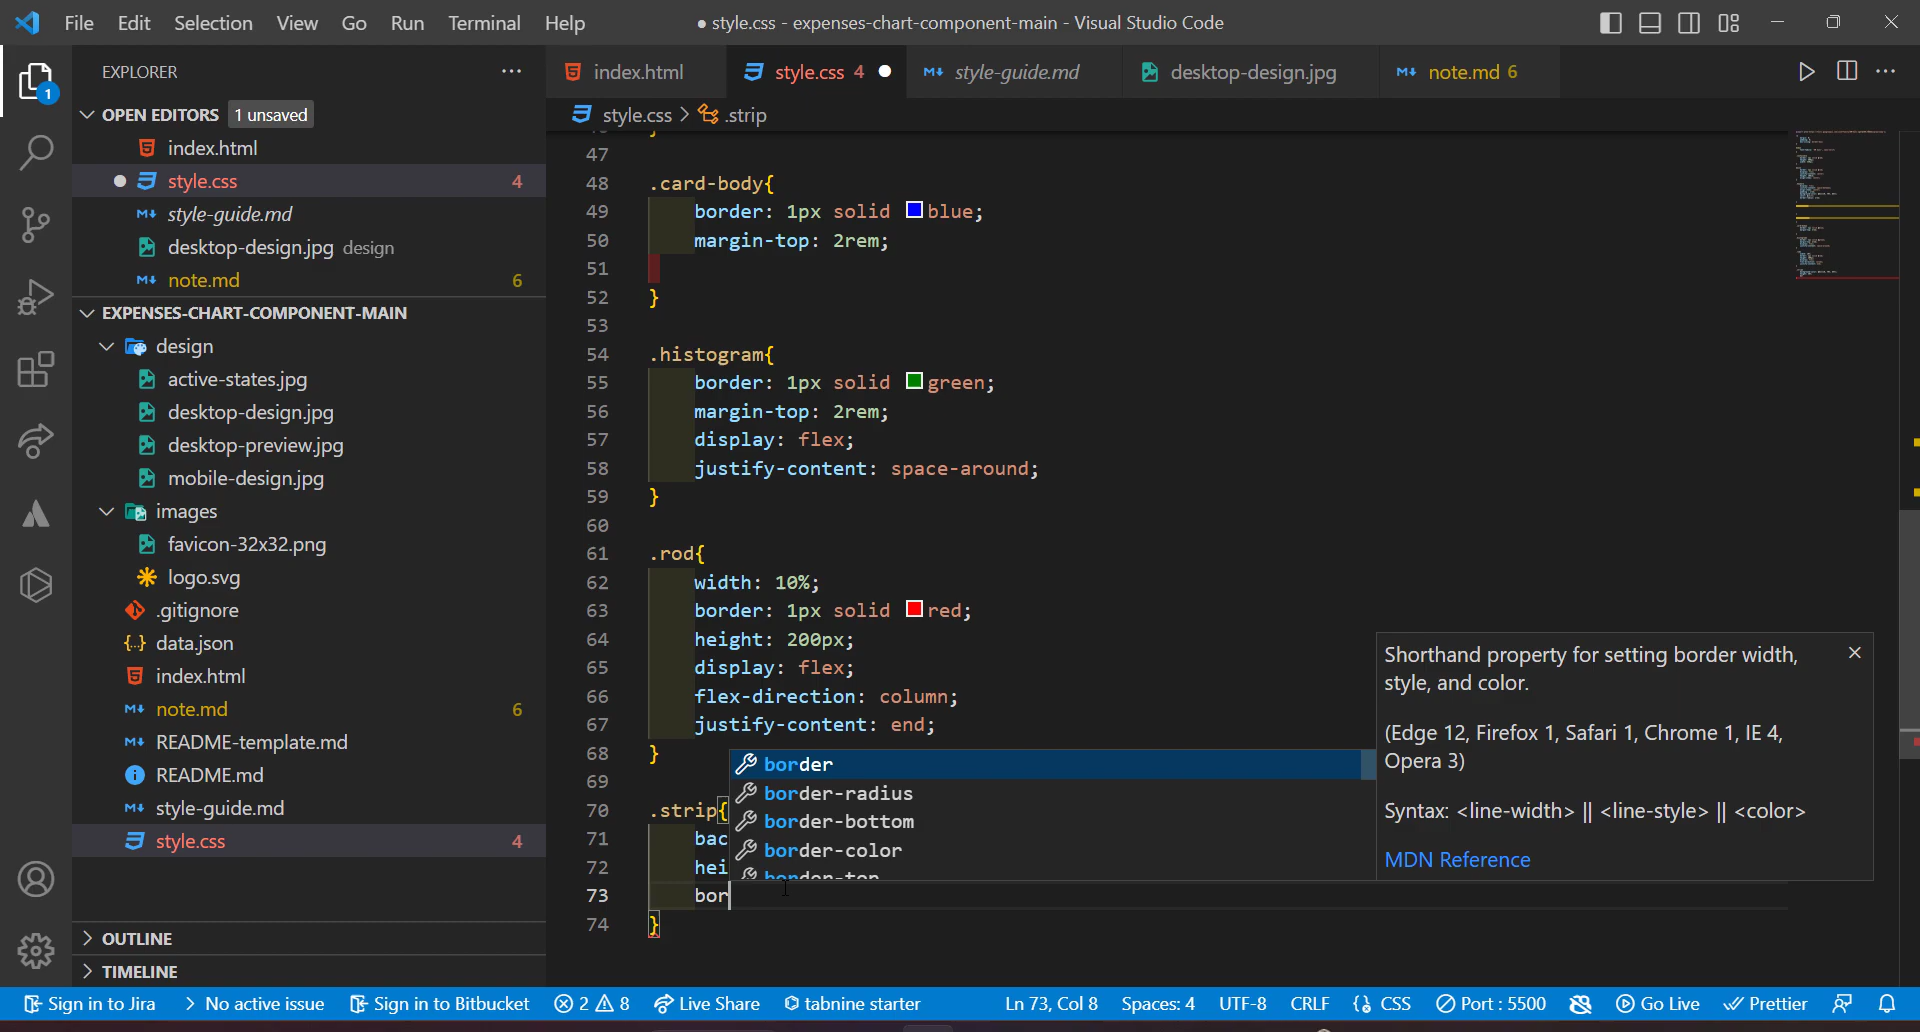 File Edit Selection View Go Run Terminal Help
● style.css - expenses-chart-component-main - Visual Studio Code
EXPLORER
OPEN EDITORS 1 unsaved
index.html
style.css 4
style-guide.md
desktop-design.jpg design
note.md 6
EXPENSES-CHART-COMPONENT-MAIN
design
active-states.jpg
desktop-design.jpg
desktop-preview.jpg
mobile-design.jpg
images
favicon-32x32.png
logo.svg
.gitignore
data.json
index.html
note.md 6
README-template.md
README.md
style-guide.md
style.css 4
OUTLINE
TIMELINE
1
index.html style.css 4 style-guide.md desktop-design.jpg note.md 6
style.css > .strip
47
48 .card-body{
49 border: 1px solid blue;
50 margin-top: 2rem;
51
52 }
53
54 .histogram{
55 border: 1px solid green;
56 margin-top: 2rem;
57 display: flex;
58 justify-content: space-around;
59 }
60
61 .rod{
62 width: 10%;
63 border: 1px solid red;
64 height: 200px;
65 display: flex;
66 flex-direction: column;
67 justify-content: end;
68 }
69
70 .strip{
71 bac
72 hei
73 bor
74 }
border
border-radius
border-bottom
border-color
border-top
Shorthand property for setting border width,
style, and color.
(Edge 12, Firefox 1, Safari 1, Chrome 1, IE 4,
Opera 3)
Syntax: <line-width> || <line-style> || <color>
MDN Reference
Sign in to Jira > No active issue Sign in to Bitbucket 2 8 Live Share tabnine starter Ln 73, Col 8 Spaces: 4 UTF-8 CRLF {} CSS Port : 5500 Go Live Prettier